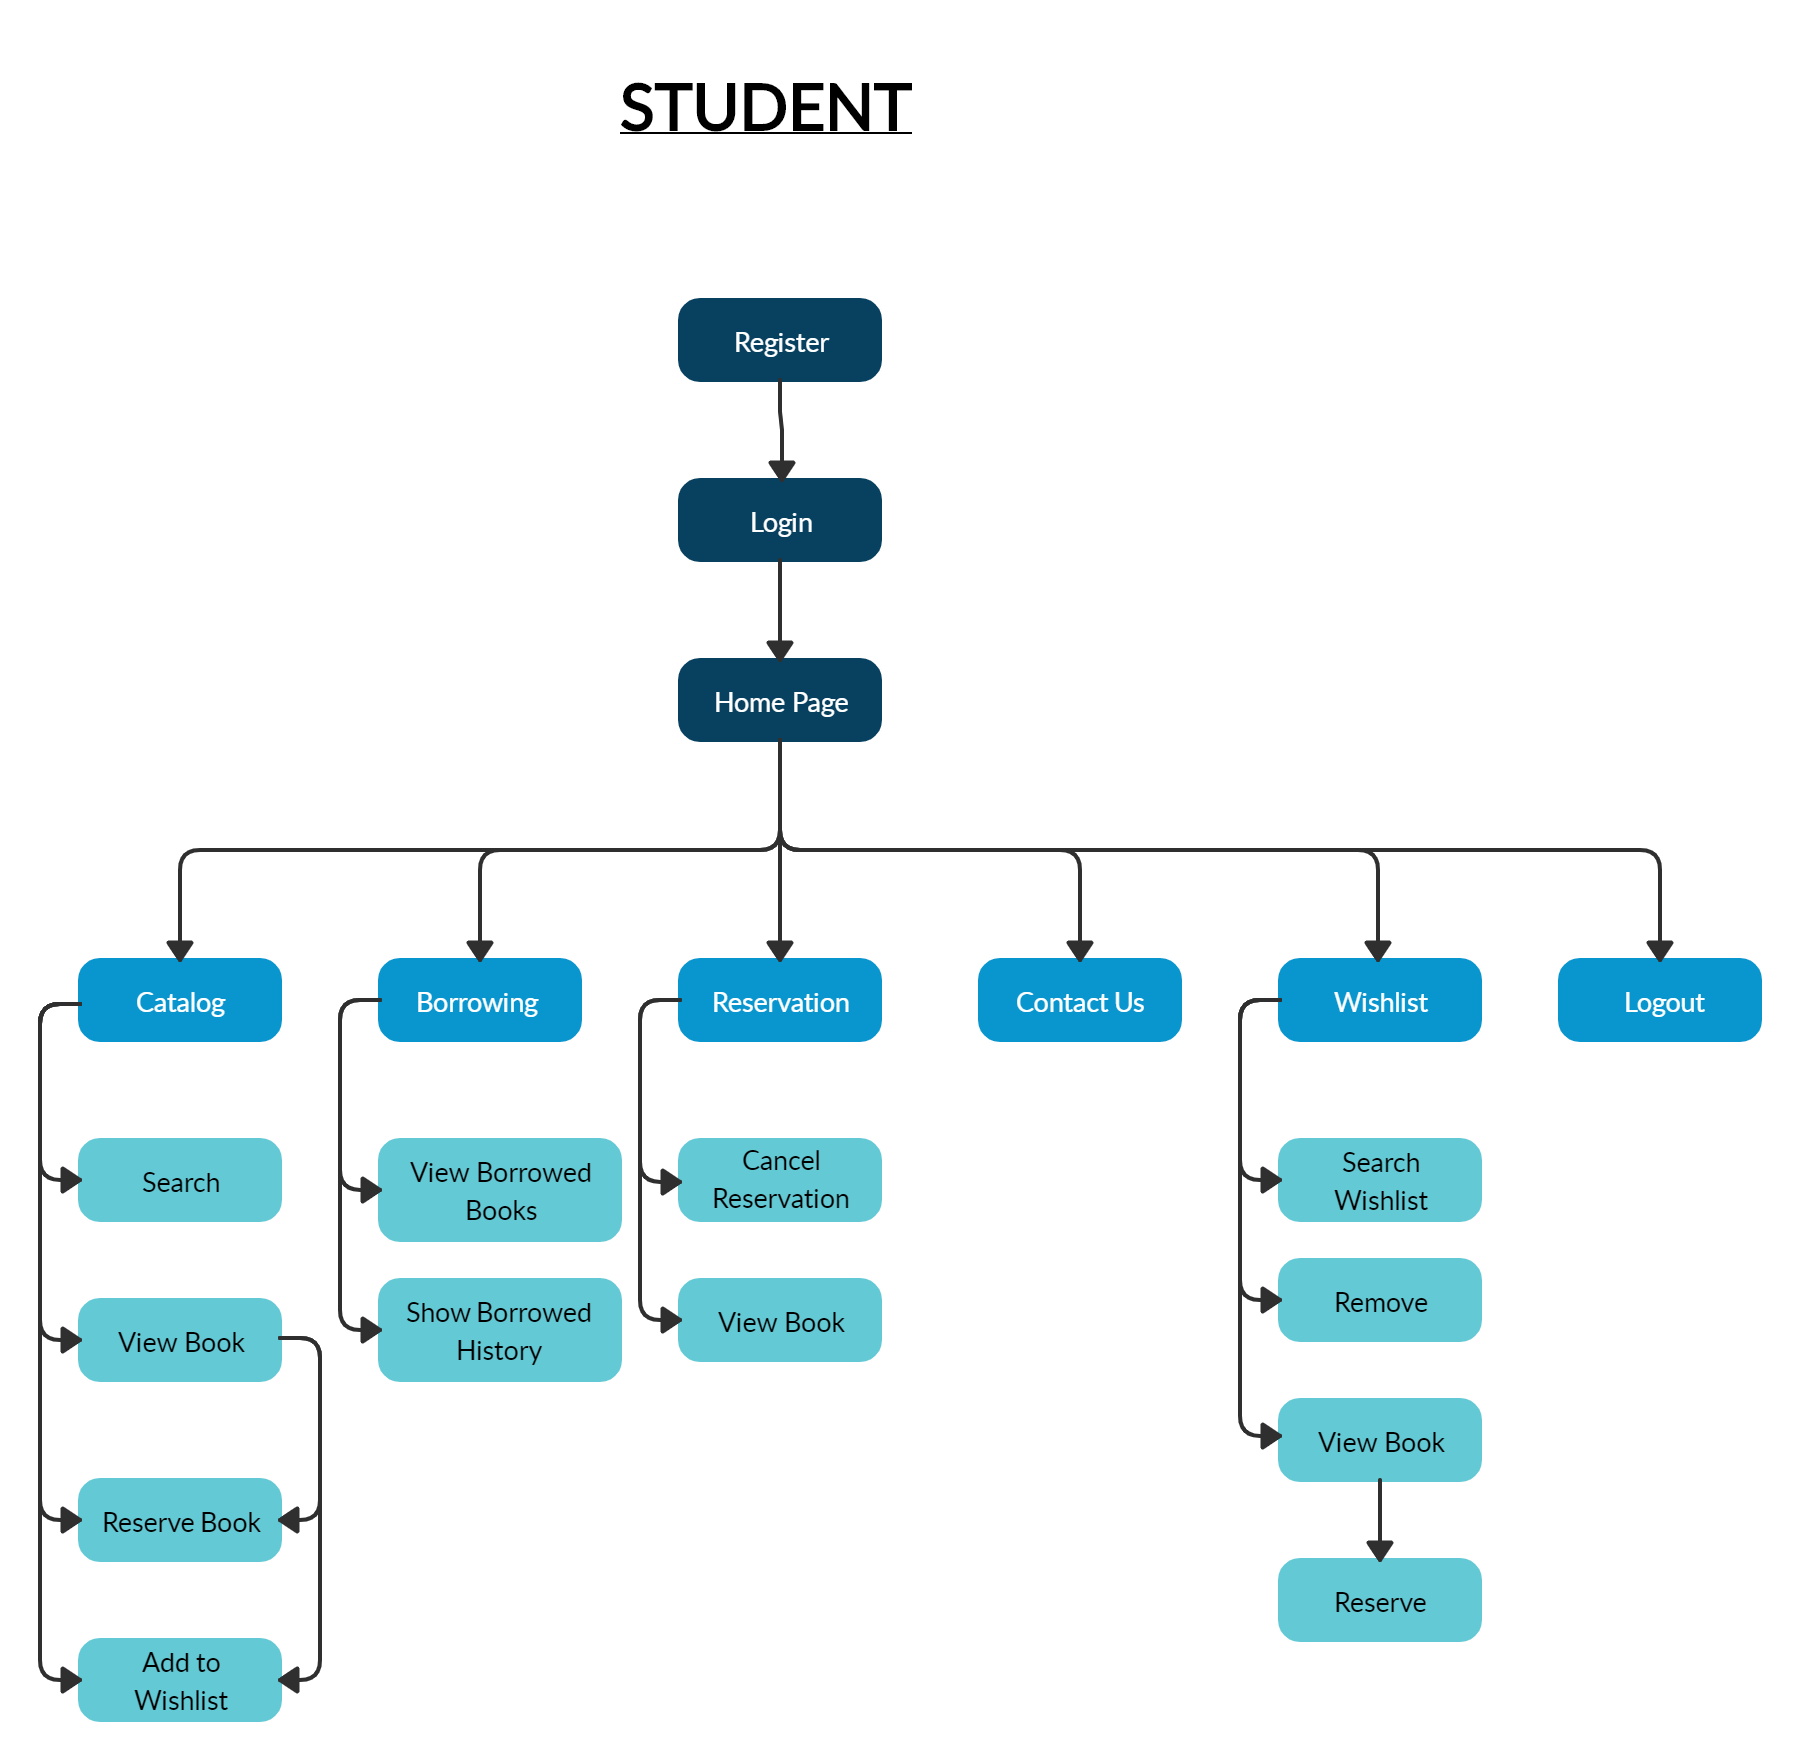 STUDENT
Register
Login
Home Page
Catalog
Borrowing
Reservation
Contact Us
Wishlist
Logout
Search
View Book
Reserve Book
Add to
Wishlist
View Borrowed
Books
Show Borrowed
History
Cancel
Reservation
View Book
Search
Wishlist
Remove
View Book
Reserve